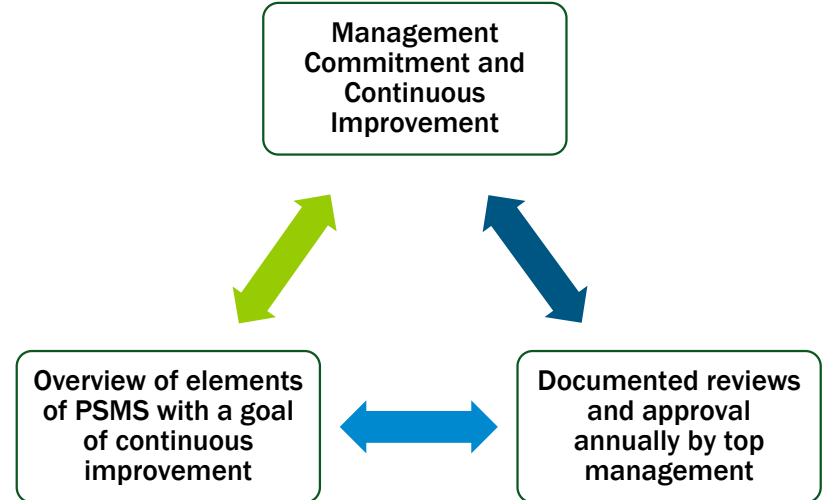 Management
Commitment and
Continuous
Improvement
Overview of elements
of PSMS with a goal
of continuous
improvement
Documented reviews
and approval
annually by top
management